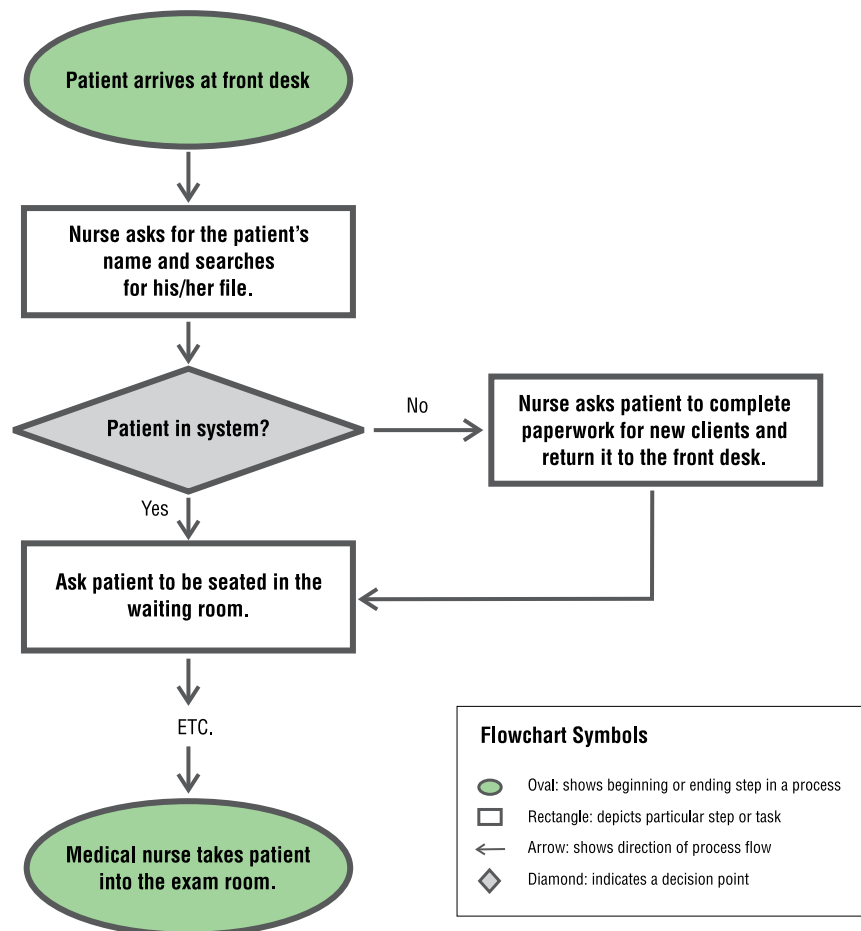 Patient arrives at front desk
Nurse asks for the patient’s
name and searches
for his/her file.
Patient in system?
No
Nurse asks patient to complete
paperwork for new clients and
return it to the front desk.
Yes
Ask patient to be seated in the
waiting room.
ETC.
Medical nurse takes patient
into the exam room.
Flowchart Symbols
Oval: shows beginning or ending step in a process
Rectangle: depicts particular step or task
Arrow: shows direction of process flow
Diamond: indicates a decision point